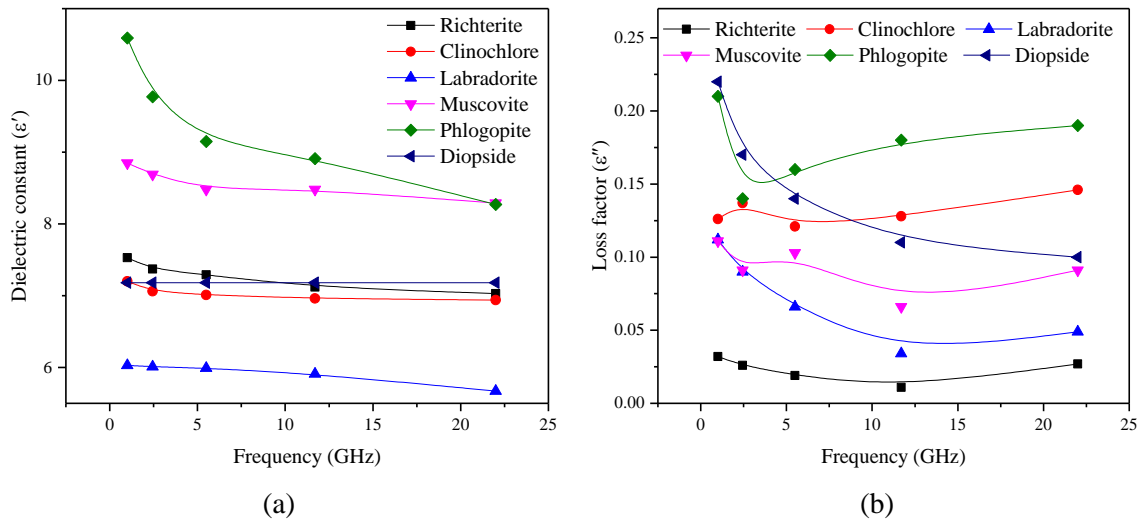 Richterite
Clinochlore
Labradorite
Muscovite
Phlogopite
Diopside
10
8
6
Dielectric constant (ε′)
0 5 10 15 20 25
Frequency (GHz)
(a)
Richterite Clinochlore Labradorite
Muscovite Phlogopite Diopside
0.25
0.20
0.15
0.10
0.05
0.00
Loss factor (ε″)
0 5 10 15 20 25
Frequency (GHz)
(b)